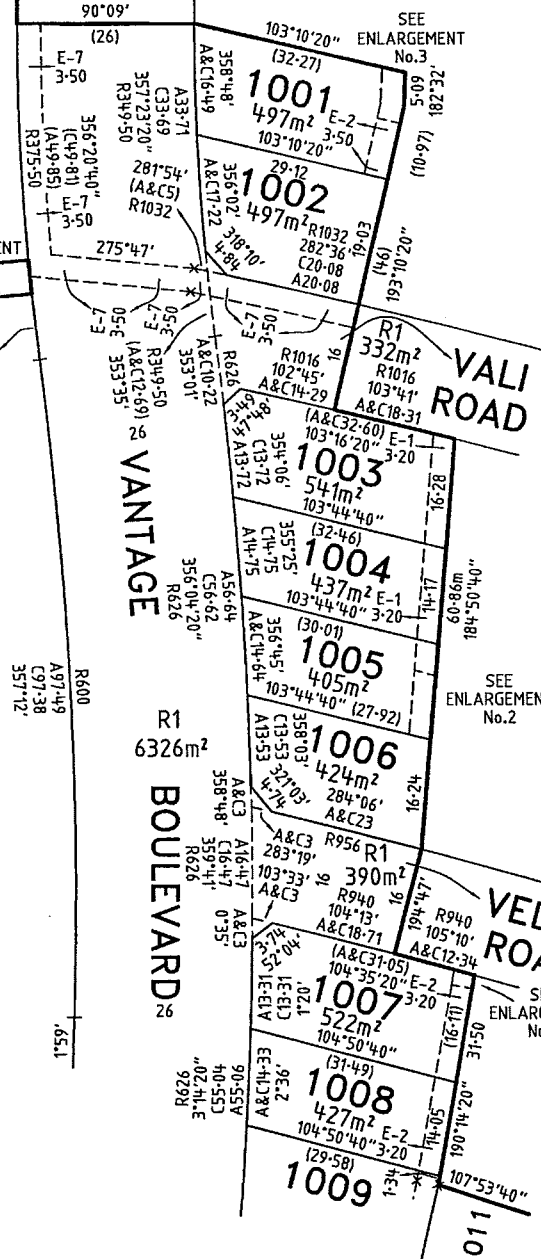 90°09'
(26)
E-7
3·50
R375·50
(A49·85)
(C49·81)
356°20'40"
E-7
3·50
275°47'
A33·71
C33·69
357°23'20"
R349·50
281°54'
(A&C5)
R1032
358°48'
A&C16·49
103°10'20"
(32·27)
1001
497m²
E-2
3·50
103°10'20"
SEE
ENLARGEMENT
No.3
5·09
182°32'
(10·97)
29·12
1002
497m²
356°02'
A&C17·22
318°10'
4·84
R1032
282°36'
C20·08
A20·08
19·03
(46)
193°10'20"
E-7
3·50
E-7
3·50
E-7
3·50
R349·50
(A&C12·69)
353°35'
A&C10·22
353°01'
R626
16
R1
332m²
R1016
102°45'
A&C14·29
R1016
103°41'
A&C18·31
VALI
ROAD
3·49
47°48'
(A&C32·60)
103°16'20"
E-1
3·20
1003
541m²
103°44'40"
354°06'
C13·72
A13·72
16·28
26
VANTAGE
(32·46)
1004
437m²
E-1
103°44'40"
3·20
355°25'
C14·75
A14·75
14·17
60·86m
184°50'40"
A56·64
C56·62
356°04'20"
R626
(30·01)
1005
405m²
103°44'40"
(27·92)
356°45'
A&C14·64
SEE
ENLARGEMEN
No.2
R600
A97·49
C97·38
357°12'
R1
6326m²
1006
424m²
358°03'
C13·53
A13·53
321°03'
4·74
284°06'
A&C23
16·24
BOULEVARD
26
A&C3
358°48'
A&C3
283°19'
103°33'
A&C3
R956
R1
390m²
16
16
194°47'
A16·47
C16·47
359°41'
R626
A&C3
0°35'
R940
104°13'
A&C18·71
R940
105°10'
A&C12·34
VEL
ROA
3·74
52°04'
(A&C31·05)
104°35'20"
E-2
3·20
1007
522m²
104°50'40"
1°20'
C13·31
A13·31
(16·11)
31·50
ENLARG
1°59'
(31·49)
1008
427m²
E-2
104°50'40"
3·20
2°36'
A&C14·33
14·05
190°14'20"
A55·06
C55·04
3°14'20"
R626
(29·58)
1009
1·34
107°53'40"
011